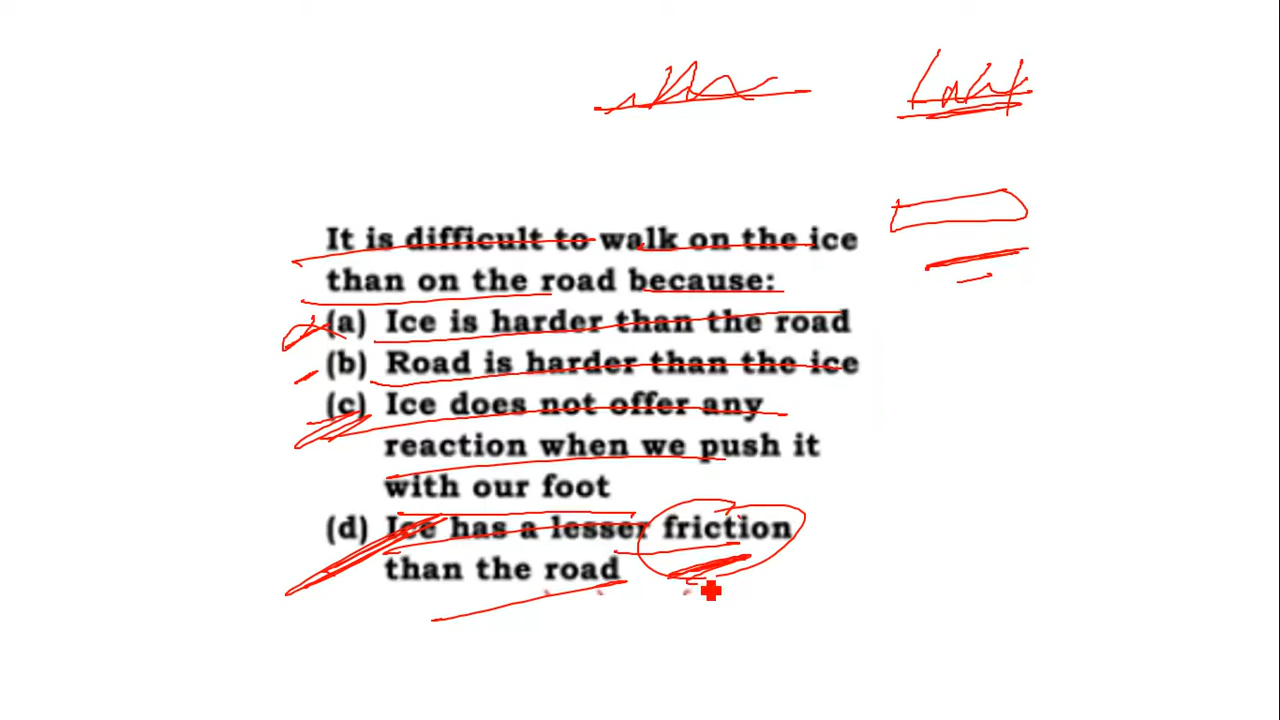 It is difficult to walk on the ice
than on the road because:
(a) Ice is harder than the road
(b) Road is harder than the ice
(c) Ice does not offer any
reaction when we push it
with our foot
(d) Ice has a lesser friction
than the road